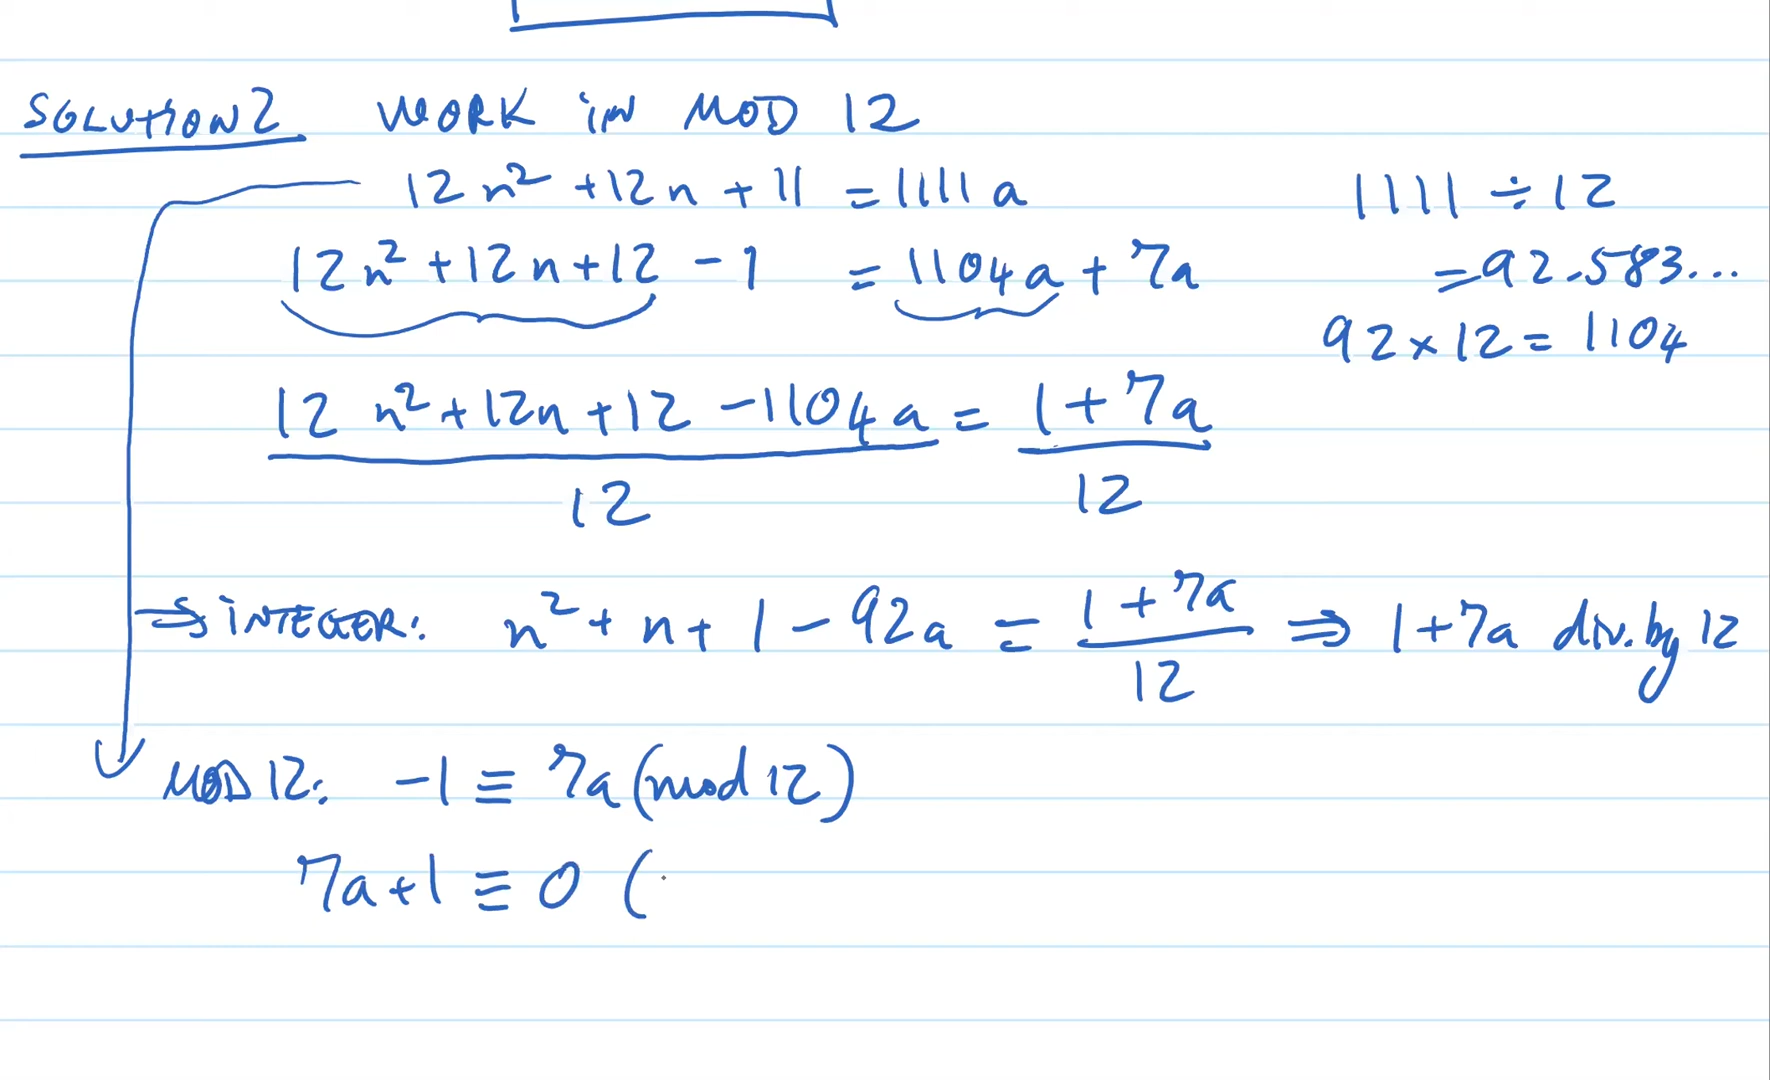 SOLUTION 2 WORK IN MOD 12
12n² + 12n + 11 = 1111a
1111 ÷ 12
12n² + 12n + 12 - 1 = 1104a + 7a
= 92.583...
92 × 12 = 1104
12n² + 12n + 12 - 1104a = 1 + 7a
12 12
⇒ INTEGER: n² + n + 1 - 92a = (1 + 7a)/12 ⇒ 1 + 7a div. by 12
MOD 12: -1 ≡ 7a (mod 12)
7a + 1 ≡ 0 (